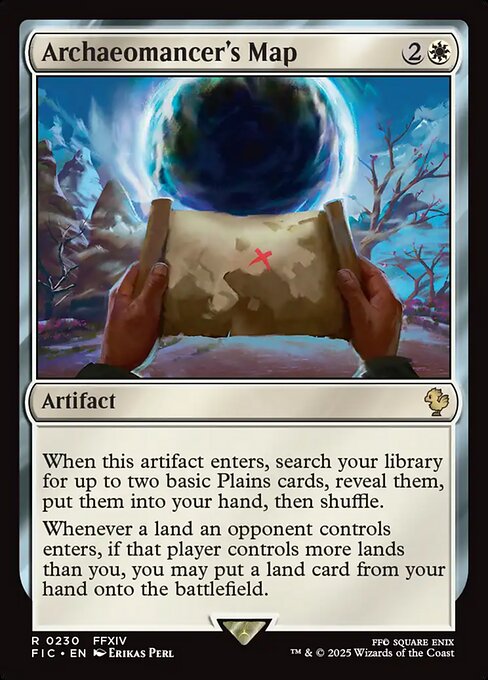 Archaeomancer's Map 2
Artifact
When this artifact enters, search your library
for up to two basic Plains cards, reveal them,
put them into your hand, then shuffle.
Whenever a land an opponent controls
enters, if that player controls more lands
than you, you may put a land card from your
hand onto the battlefield.
R 0230 FFXIV
FIC • EN Erikas Perl
FF© SQUARE ENIX
™ & © 2025 Wizards of the Coast